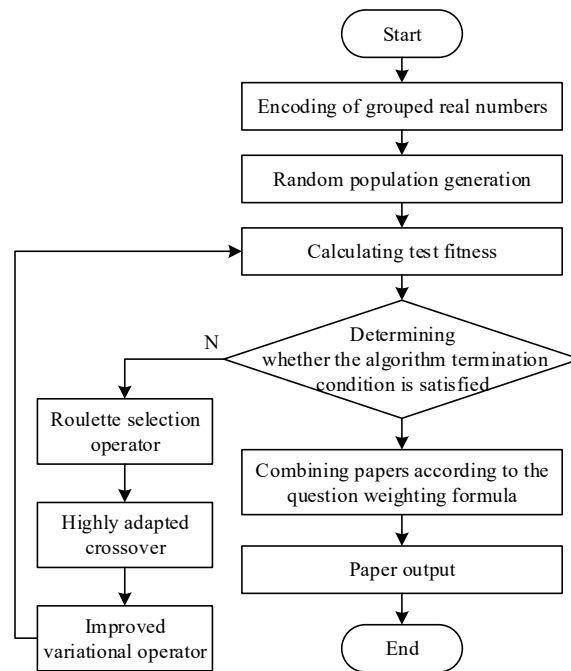 Start
Encoding of grouped real numbers
Random population generation
Calculating test fitness
Determining
whether the algorithm termination
condition is satisfied
N
Roulette selection
operator
Highly adapted
crossover
Improved
variational operator
Combining papers according to the
question weighting formula
Paper output
End